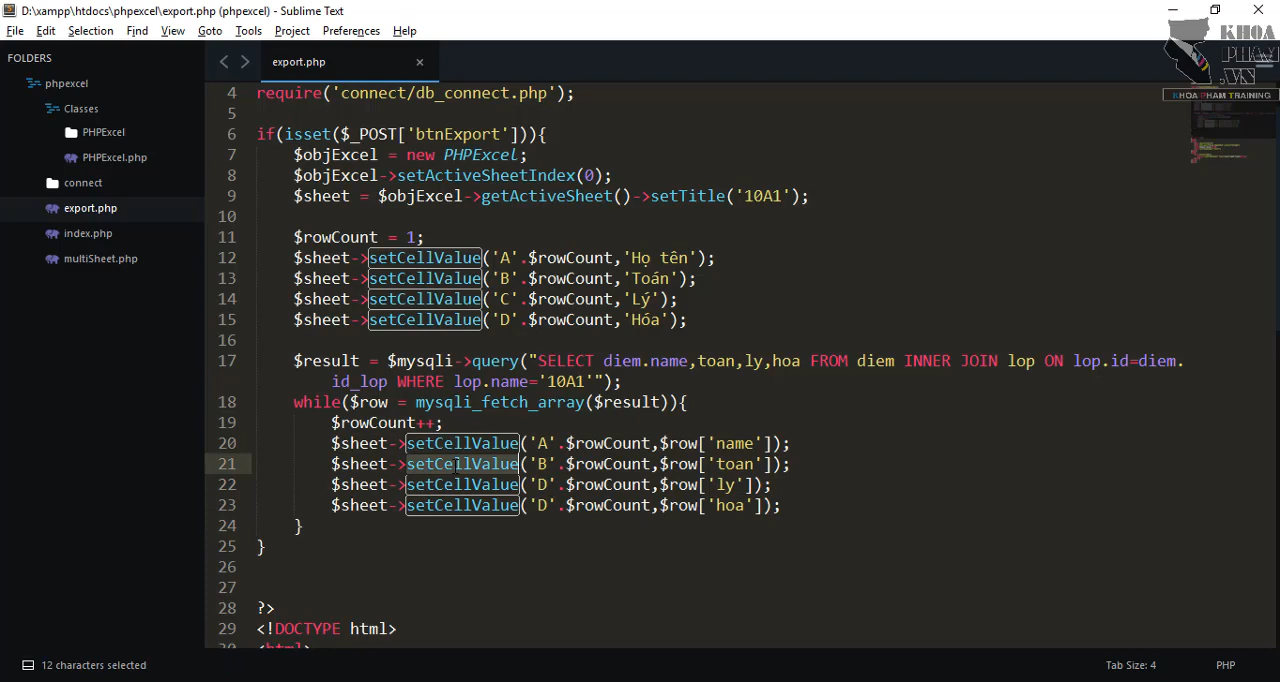 D:\xampp\htdocs\phpexcel\export.php (phpexcel) - Sublime Text
File Edit Selection Find View Goto Tools Project Preferences Help
KHOA
PHAM
.VN
KHOA PHAM TRAINING
FOLDERS
phpexcel
Classes
PHPExcel
PHPExcel.php
connect
export.php
index.php
multiSheet.php
export.php ×
4 require('connect/db_connect.php');
5
6 if(isset($_POST['btnExport'])){
7 $objExcel = new PHPExcel;
8 $objExcel->setActiveSheetIndex(0);
9 $sheet = $objExcel->getActiveSheet()->setTitle('10A1');
10
11 $rowCount = 1;
12 $sheet->setCellValue('A'.$rowCount,'Họ tên');
13 $sheet->setCellValue('B'.$rowCount,'Toán');
14 $sheet->setCellValue('C'.$rowCount,'Lý');
15 $sheet->setCellValue('D'.$rowCount,'Hóa');
16
17 $result = $mysqli->query("SELECT diem.name,toan,ly,hoa FROM diem INNER JOIN lop ON lop.id=diem.
id_lop WHERE lop.name='10A1'");
18 while($row = mysqli_fetch_array($result)){
19 $rowCount++;
20 $sheet->setCellValue('A'.$rowCount,$row['name']);
21 $sheet->setCellValue('B'.$rowCount,$row['toan']);
22 $sheet->setCellValue('D'.$rowCount,$row['ly']);
23 $sheet->setCellValue('D'.$rowCount,$row['hoa']);
24 }
25 }
26
27
28 ?>
29 <!DOCTYPE html>
30 <html>
12 characters selected
Tab Size: 4
PHP